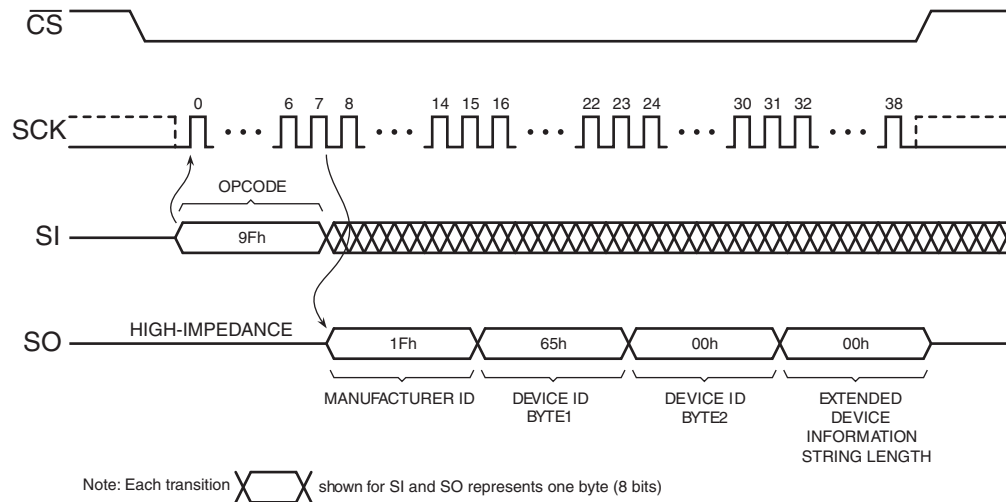 CS
0 6 7 8 14 15 16 22 23 24 30 31 32 38
SCK
OPCODE
SI
9Fh
HIGH-IMPEDANCE
SO
1Fh 65h 00h 00h
MANUFACTURER ID
DEVICE ID
BYTE1
DEVICE ID
BYTE2
EXTENDED
DEVICE
INFORMATION
STRING LENGTH
Note: Each transition shown for SI and SO represents one byte (8 bits)